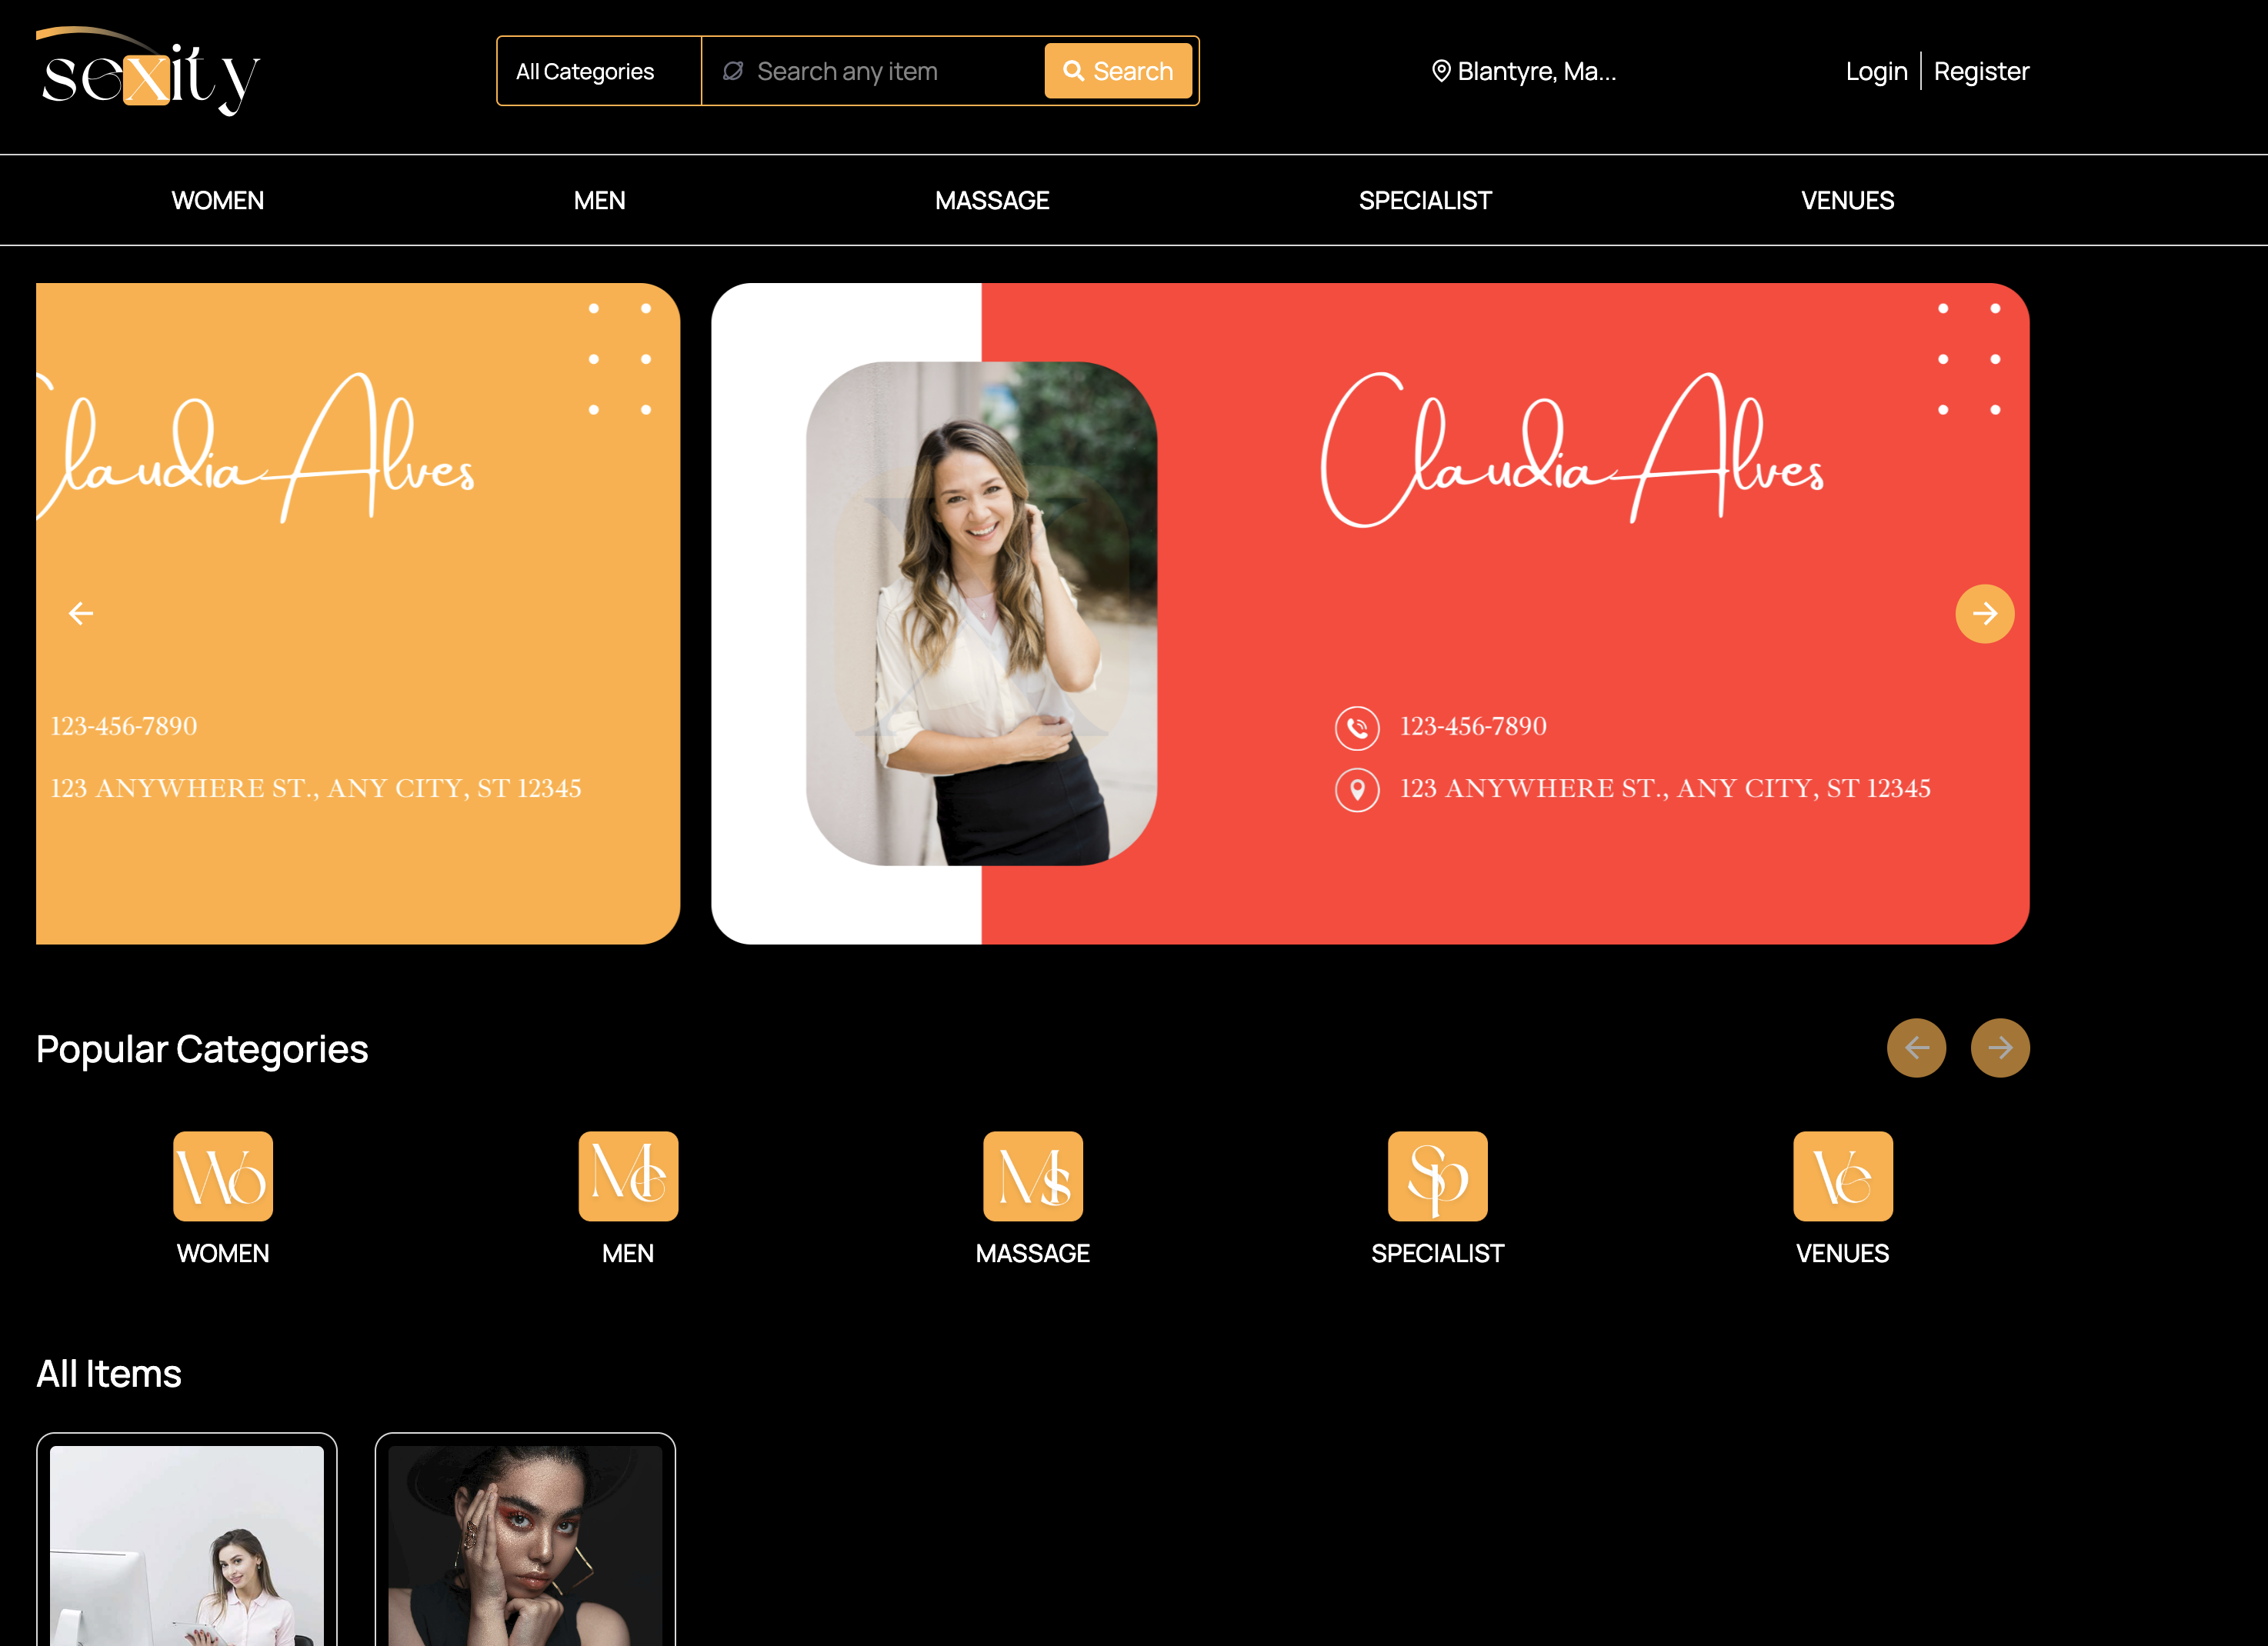 sexity
All Categories
Search any item
Search
Blantyre, Ma...
Login
Register
WOMEN
MEN
MASSAGE
SPECIALIST
VENUES
Claudia Alves
123-456-7890
123 ANYWHERE ST., ANY CITY, ST 12345
Claudia Alves
123-456-7890
123 ANYWHERE ST., ANY CITY, ST 12345
Popular Categories
Wo
Me
Ms
Sp
Ve
WOMEN
MEN
MASSAGE
SPECIALIST
VENUES
All Items